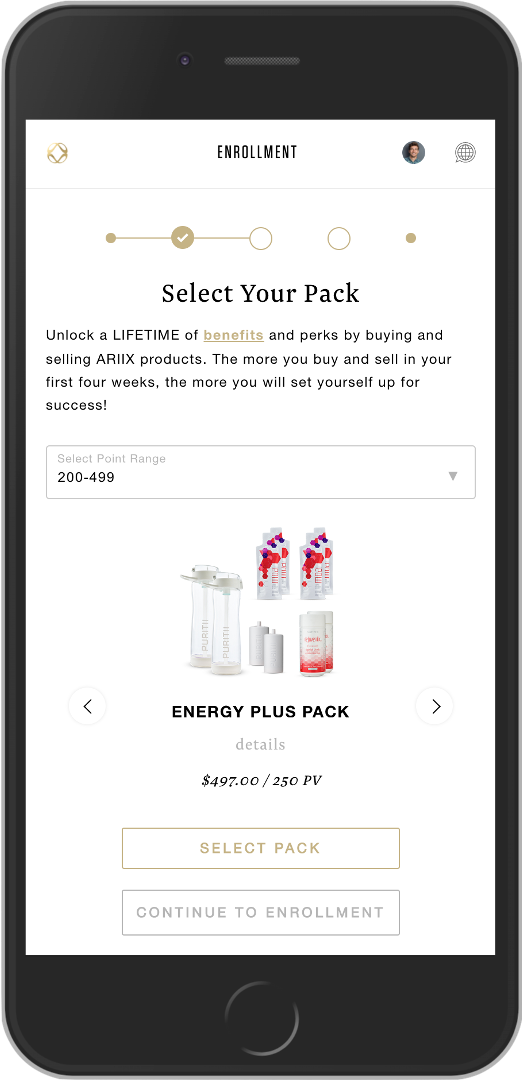 ENROLLMENT
Select Your Pack
Unlock a LIFETIME of benefits and perks by buying and
selling ARIIX products. The more you buy and sell in your
first four weeks, the more you will set yourself up for
success!
Select Point Range
200-499
PURITII
PURITII
ENERGY PLUS PACK
details
$497.00 / 250 PV
SELECT PACK
CONTINUE TO ENROLLMENT